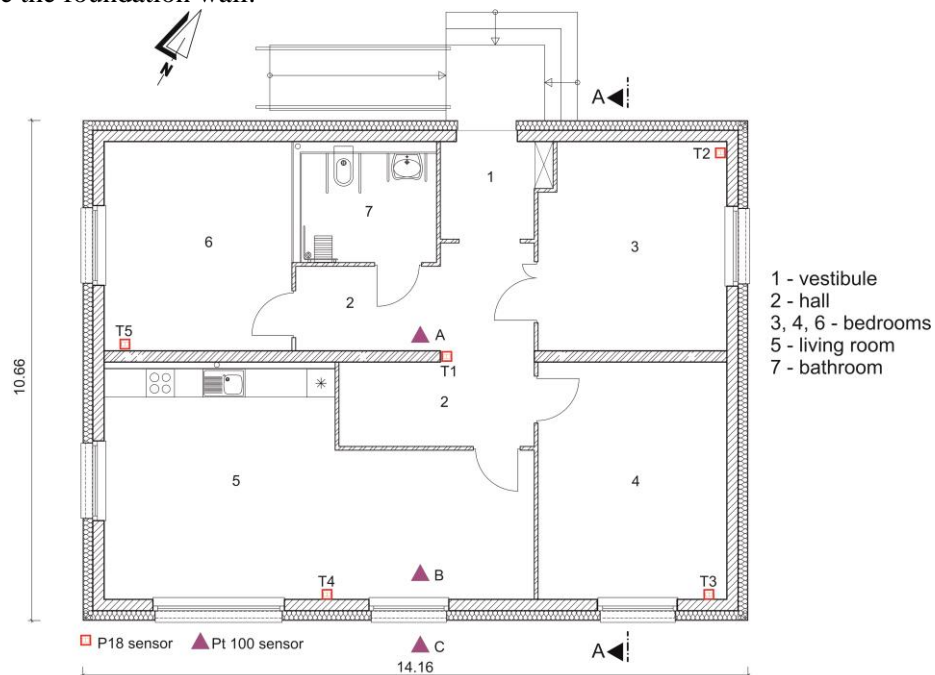 e the foundation wall.
N
A
T2
1
7
6
3
1 - vestibule
2 - hall
3, 4, 6 - bedrooms
5 - living room
7 - bathroom
2
T5
A
T1
10.66
2
5
4
B
T4
T3
P18 sensor
Pt 100 sensor
C
A
14.16